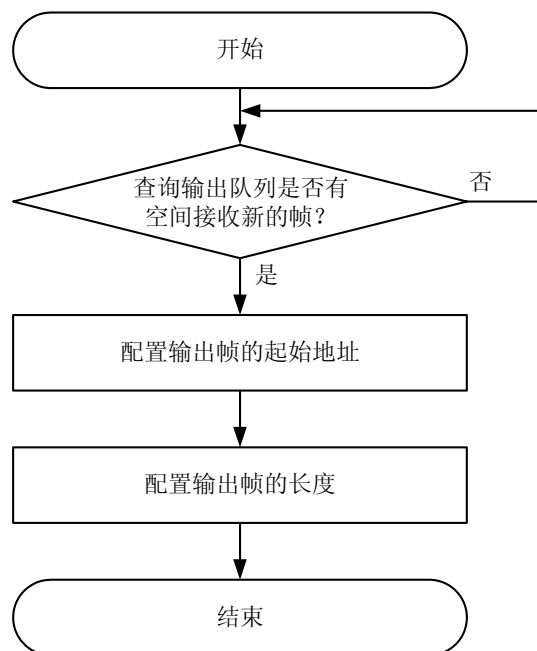 开始
查询输出队列是否有
空间接收新的帧？
否
是
配置输出帧的起始地址
配置输出帧的长度
结束